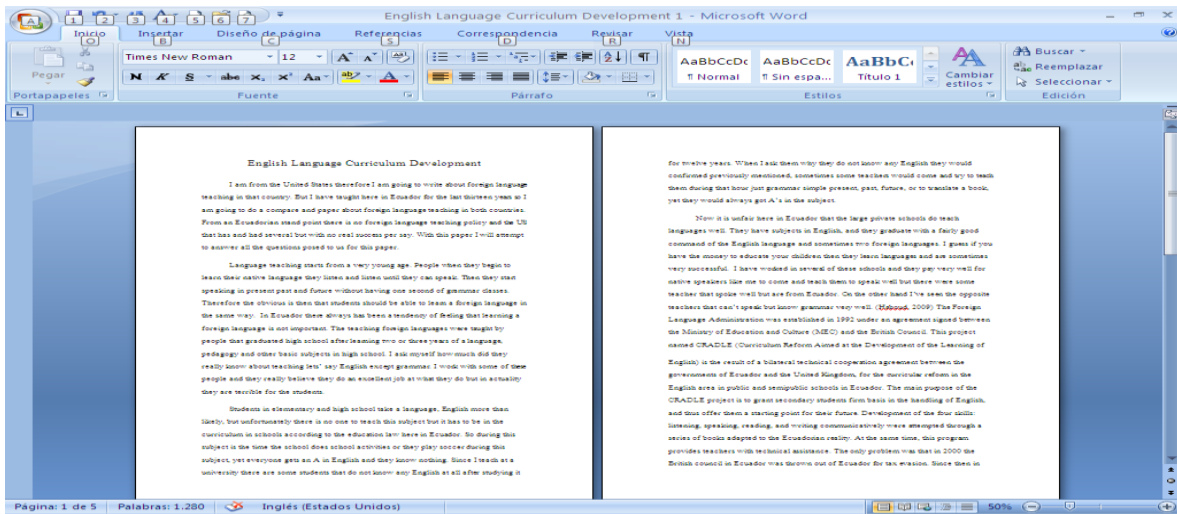 English Language Curriculum Development 1 - Microsoft Word
1 2 3 4 5 6 7
Inicio Insertar Diseño de página Referencias Correspondencia Revisar Vista
O B C S D R N
Pegar
Times New Roman 12
N K S abc x₂ x² Aa
AaBbCcDc AaBbCcDc AaBbC
¶ Normal ¶ Sin espa... Título 1
Cambiar estilos
Buscar
Reemplazar
Seleccionar
Portapapeles Fuente Párrafo Estilos Edición
English Language Curriculum Development
I am from the United States therefore I am going to write about foreign language
teaching in that country. But I have taught here in Ecuador for the last thirteen years so I
am going to do a compare and paper about foreign language teaching in both countries.
From an Ecuadorian stand point there is no foreign language teaching policy and the US
that has and had several but with no real success per say. With this paper I will attempt
to answer all the questions posed to us for this paper.
Language teaching starts from a very young age. People when they begin to
learn their native language they listen and listen until they can speak. Then they start
speaking in present past and future without having one second of grammar classes.
Therefore the obvious is then that students should be able to learn a foreign language in
the same way. In Ecuador there always has been a tendency of feeling that learning a
foreign language is not important. The teaching foreign languages were taught by
people that graduated high school after learning two or three years of a language,
pedagogy and other basic subjects in high school. I ask myself how much did they
really know about teaching lets' say English except grammar. I work with some of these
people and they really believe they do an excellent job at what they do but in actuality
they are terrible for the students.
Students in elementary and high school take a language, English more than
likely, but unfortunately there is no one to teach this subject but it has to be in the
curriculum in schools according to the education law here in Ecuador. So during this
subject is the time the school does school activities or they play soccer during this
subject, yet everyone gets an A in English and they know nothing. Since I teach at a
university there are some students that do not know any English at all after studying it
for twelve years. When I ask them why they do not know any English they would
confirmed previously mentioned, sometimes some teachers would come and try to teach
them during that hour just grammar simple present, past, future, or to translate a book,
yet they would always got A's in the subject.
Now it is unfair here in Ecuador that the large private schools do teach
languages well. They have subjects in English, and they graduate with a fairly good
command of the English language and sometimes two foreign languages. I guess if you
have the money to educate your children then they learn languages and are sometimes
very successful. I have worked in several of these schools and they pay very well for
native speakers like me to come and teach them to speak well but there were some
teacher that spoke well but are from Ecuador. On the other hand I've seen the opposite
teachers that can't speak but know grammar very well. (Haboud, 2009) The Foreign
Language Administration was established in 1992 under an agreement signed between
the Ministry of Education and Culture (MEC) and the British Council. This project
named CRADLE (Curriculum Reform Aimed at the Development of the Learning of
English) is the result of a bilateral technical cooperation agreement between the
governments of Ecuador and the United Kingdom, for the curricular reform in the
English area in public and semipublic schools in Ecuador. The main purpose of the
CRADLE project is to grant secondary students firm basis in the handling of English,
and thus offer them a starting point for their future. Development of the four skills:
listening, speaking, reading, and writing communicatively were attempted through a
series of books adapted to the Ecuadorian reality. At the same time, this program
provides teachers with technical assistance. The only problem was that in 2000 the
British council in Ecuador was thrown out of Ecuador for tax evasion. Since then in
Página: 1 de 5 Palabras: 1.280 Inglés (Estados Unidos) 50%